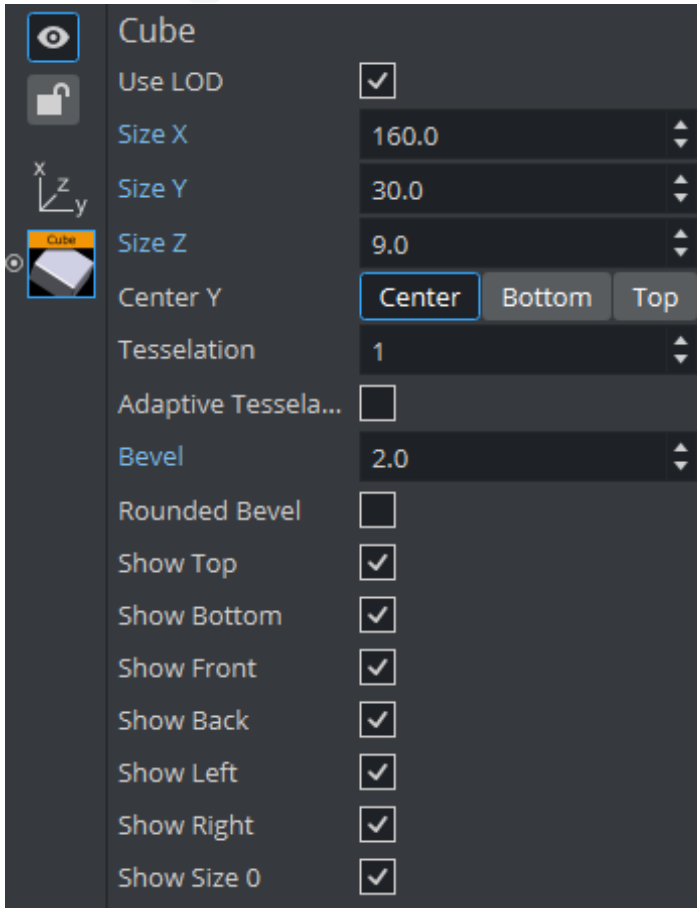 Cube
Use LOD
Size X 160.0
x
z
y
Size Y 30.0
Cube
Size Z 9.0
Center Y Center Bottom Top
Tesselation 1
Adaptive Tessela...
Bevel 2.0
Rounded Bevel
Show Top
Show Bottom
Show Front
Show Back
Show Left
Show Right
Show Size 0